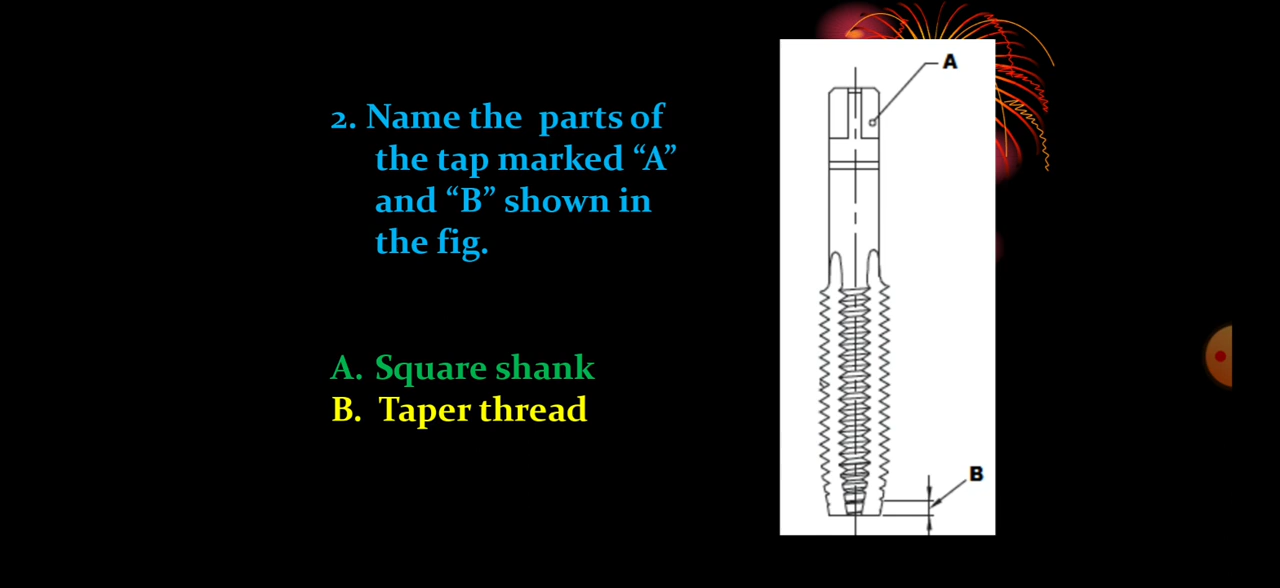 2. Name the parts of
the tap marked “A”
and “B” shown in
the fig.
A. Square shank
B. Taper thread
A
B